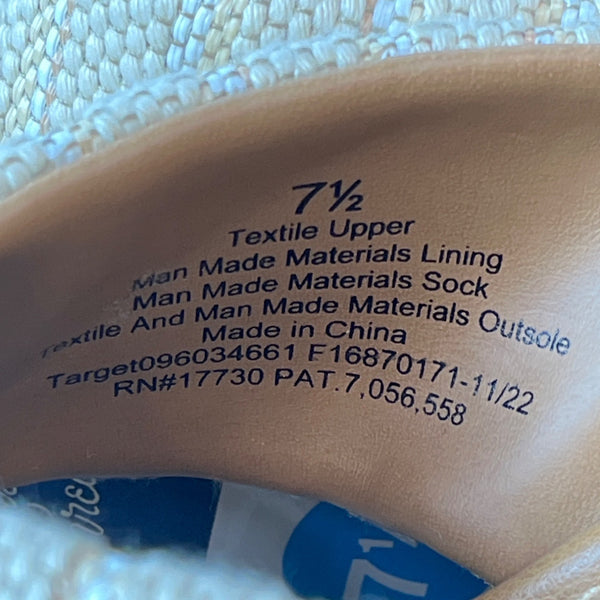 7½
Textile Upper
Man Made Materials Lining
Man Made Materials Sock
Textile And Man Made Materials Outsole
Made in China
Target096034661 F16870171-11/22
RN#17730 PAT.7,056,558